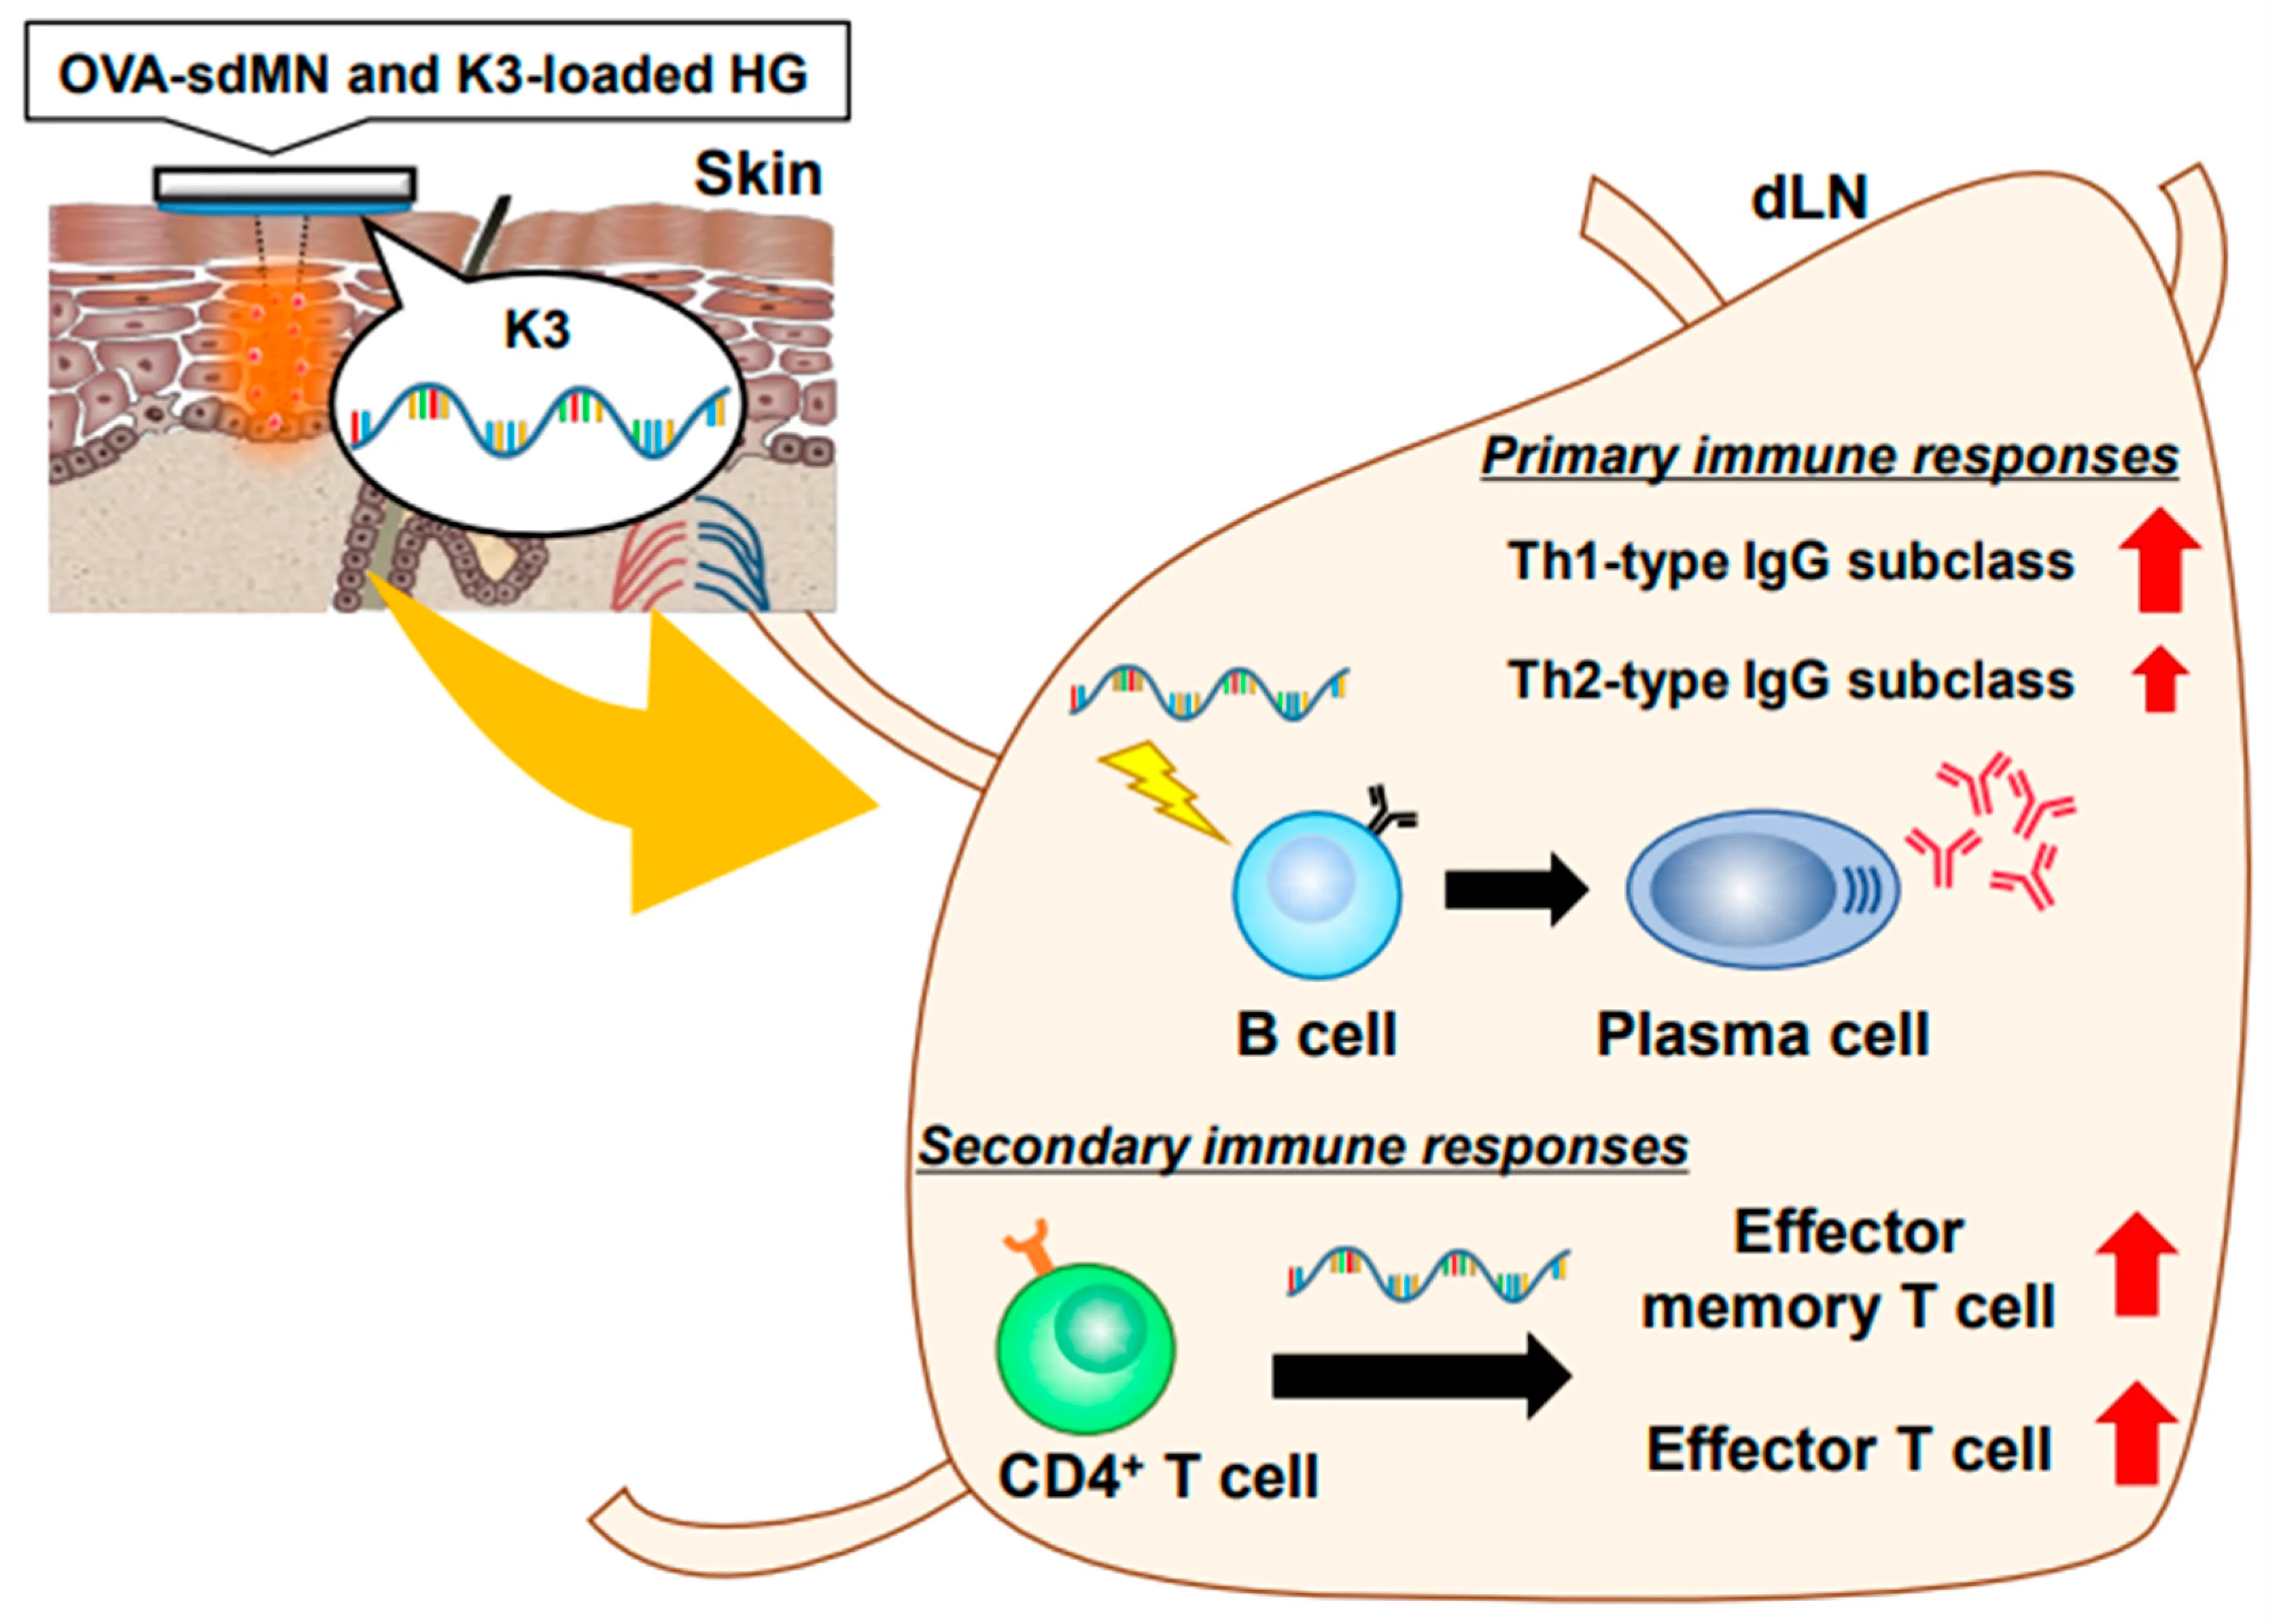 OVA-sdMN and K3-loaded HG
Skin
K3
dLN
Primary immune responses
Th1-type IgG subclass
Th2-type IgG subclass
B cell
Plasma cell
Secondary immune responses
Effector
memory T cell
CD4⁺ T cell
Effector T cell